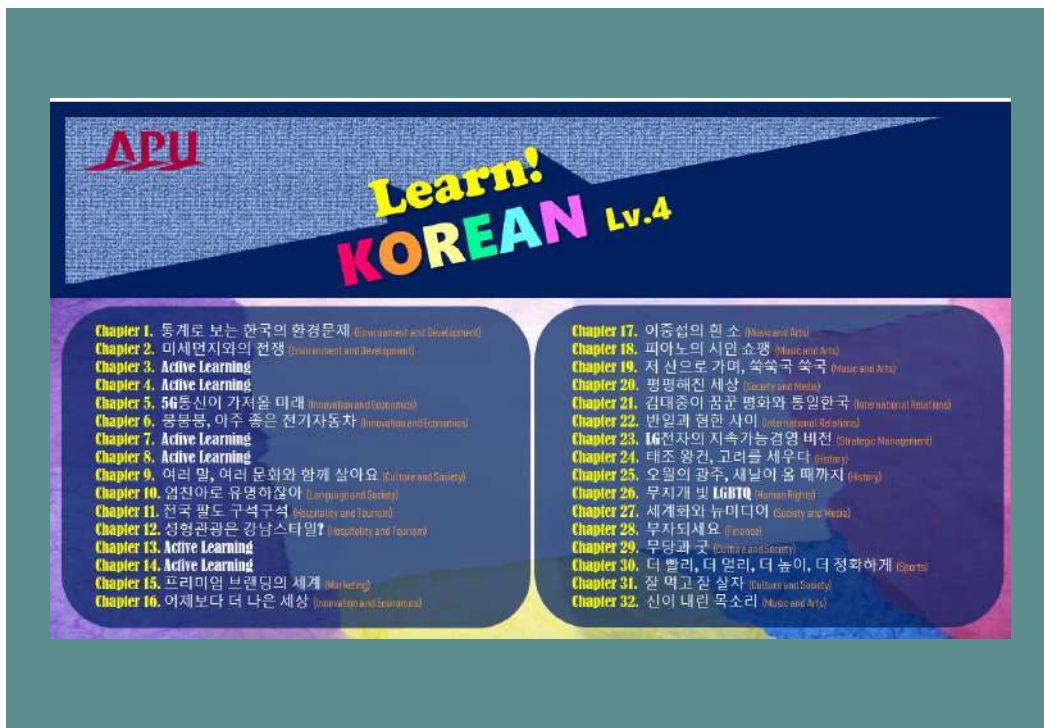 APU
Learn!
KOREAN Lv.4
Chapter 1. 통계로 보는 한국의 환경문제 (Environment and Development)
Chapter 2. 미세먼지와의 전쟁 (Environment and Development)
Chapter 3. Active Learning
Chapter 4. Active Learning
Chapter 5. 5G통신이 가져올 미래 (Innovation and Economics)
Chapter 6. 붕붕붕, 아주 좋은 전기자동차 (Innovation and Economics)
Chapter 7. Active Learning
Chapter 8. Active Learning
Chapter 9. 여러 말, 여러 문화와 함께 살아요 (Culture and Society)
Chapter 10. 엄친아로 유명하잖아 (Language and Society)
Chapter 11. 전국 팔도 구석구석 (Hospitality and Tourism)
Chapter 12. 성형관광은 강남스타일? (Hospitality and Tourism)
Chapter 13. Active Learning
Chapter 14. Active Learning
Chapter 15. 프리미엄 브랜딩의 세계 (Marketing)
Chapter 16. 어제보다 더 나은 세상 (Innovation and Economics)
Chapter 17. 이중섭의 흰 소 (Music and Arts)
Chapter 18. 피아노의 시인 쇼팽 (Music and Arts)
Chapter 19. 저 산으로 가며, 쑥쑥국 쑥국 (Music and Arts)
Chapter 20. 평평해진 세상 (Society and Media)
Chapter 21. 김대중이 꿈꾼 평화와 통일한국 (International Relations)
Chapter 22. 반일과 혐한 사이 (International Relations)
Chapter 23. LG전자의 지속가능경영 비전 (Strategic Management)
Chapter 24. 태조 왕건, 고려를 세우다 (History)
Chapter 25. 오월의 광주, 새날이 올 때까지 (History)
Chapter 26. 무지개 빛 LGBTQ (Human Rights)
Chapter 27. 세계화와 뉴미디어 (Society and Media)
Chapter 28. 부자되세요 (Finance)
Chapter 29. 무당과 굿 (Culture and Society)
Chapter 30. 더 빨리, 더 멀리, 더 높이, 더 정확하게 (Sports)
Chapter 31. 잘 먹고 잘 살자 (Culture and Society)
Chapter 32. 신이 내린 목소리 (Music and Arts)